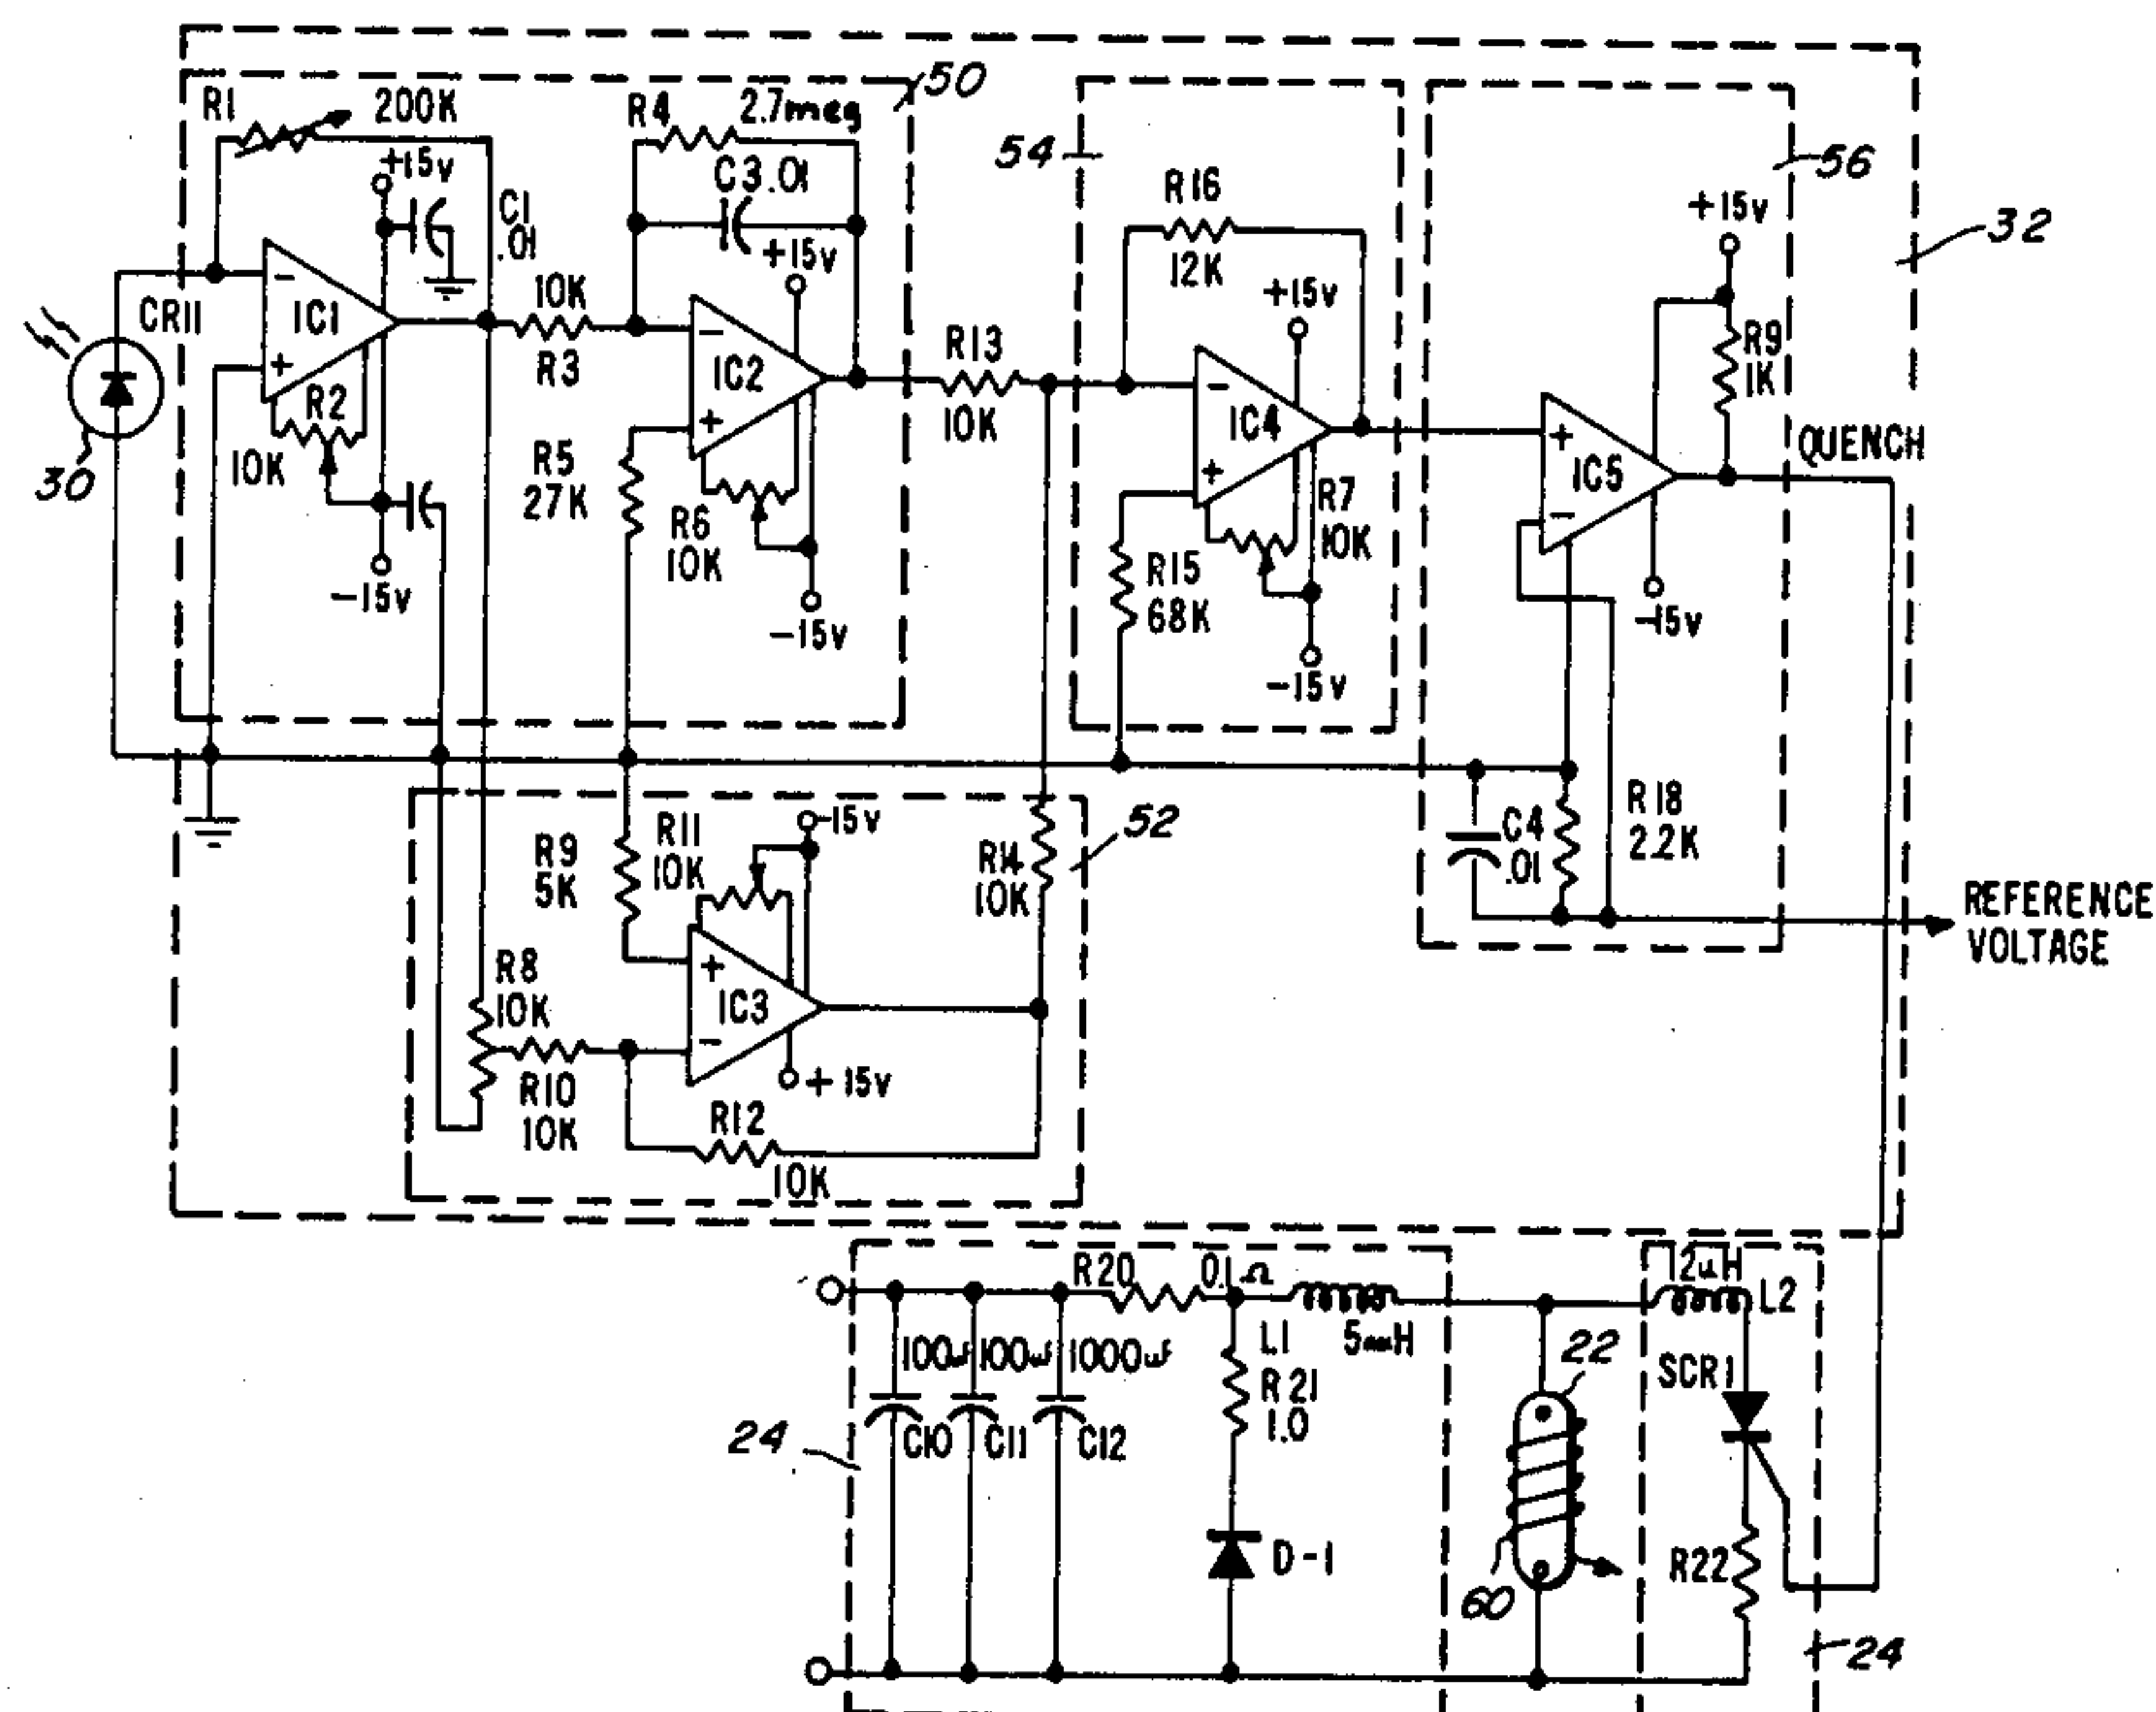 R1
200K
+15v
C1
.01
CR11
IC1
-
+
R2
10K
30
-15v
R4
2.7meg
C3 .01
+15v
50
10K
R3
-
IC2
+
R5
27K
R6
10K
-15v
R13
10K
54
R16
12K
+15v
-
IC4
+
R7
10K
R15
68K
-15v
56
32
+15v
R9
1K
+
IC5
-
QUENCH
-15v
C4
.01
R18
2.2K
REFERENCE
VOLTAGE
52
R9
5K
R11
10K
-15v
R14
10K
+
IC3
-
R8
10K
R10
10K
+15v
R12
10K
R20
0.1Ω
L1
5mH
100uf
100uf
1000uf
C10
C11
C12
R21
1.0
D-1
24
22
60
12uH
L2
SCR1
R22
24